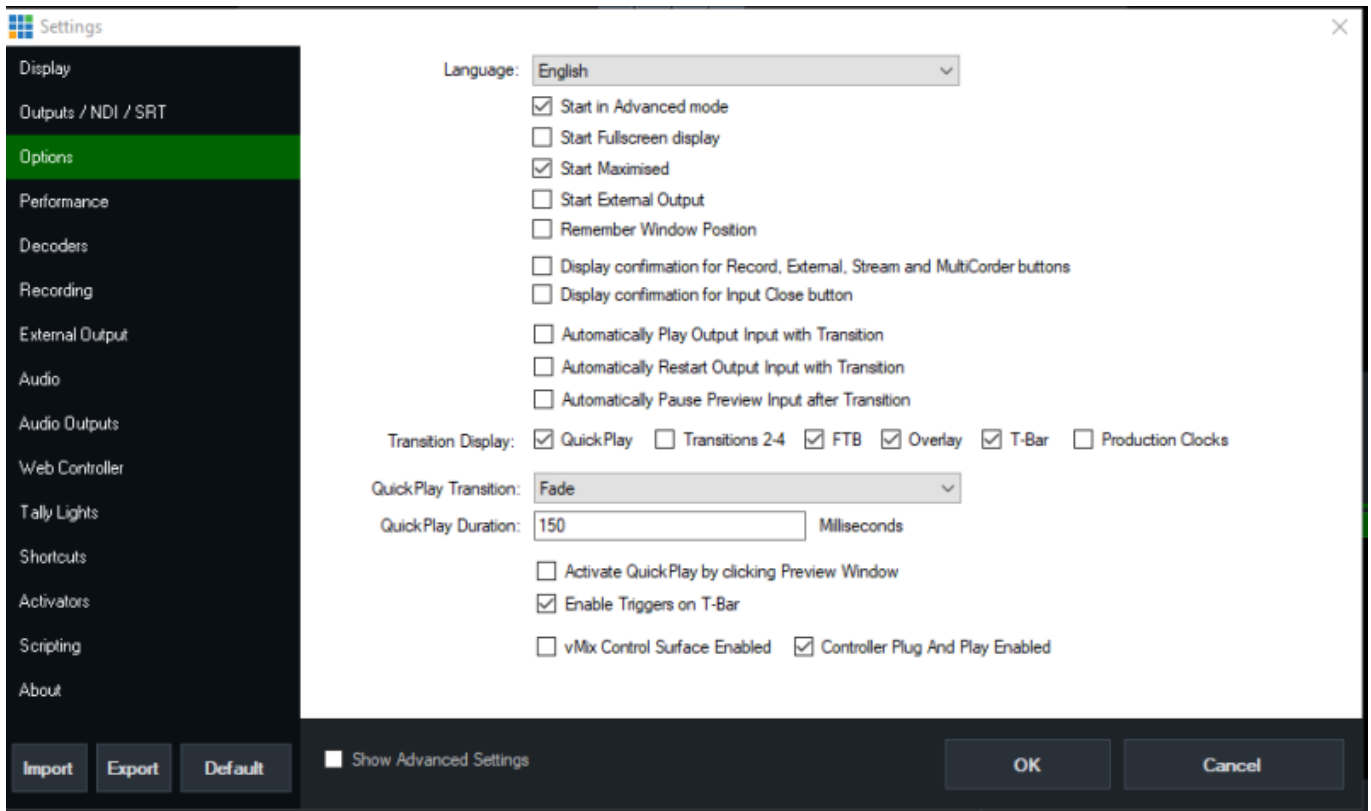 Settings
Display
Outputs / NDI / SRT
Options
Performance
Decoders
Recording
External Output
Audio
Audio Outputs
Web Controller
Tally Lights
Shortcuts
Activators
Scripting
About
Import Export Default
Language: English
Start in Advanced mode
Start Fullscreen display
Start Maximised
Start External Output
Remember Window Position
Display confirmation for Record, External, Stream and MultiCorder buttons
Display confirmation for Input Close button
Automatically Play Output Input with Transition
Automatically Restart Output Input with Transition
Automatically Pause Preview Input after Transition
Transition Display: QuickPlay Transitions 2-4 FTB Overlay T-Bar Production Clocks
QuickPlay Transition: Fade
QuickPlay Duration: 150 Milliseconds
Activate QuickPlay by clicking Preview Window
Enable Triggers on T-Bar
vMix Control Surface Enabled Controller Plug And Play Enabled
Show Advanced Settings OK Cancel